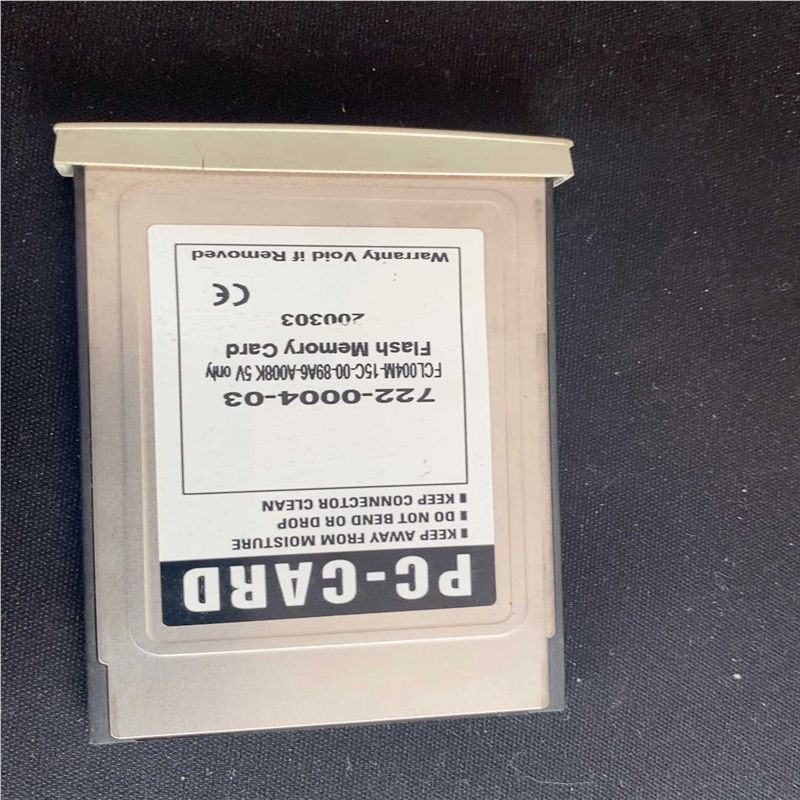 PC-CARD
■ KEEP AWAY FROM MOISTURE
■ DO NOT BEND OR DROP
■ KEEP CONNECTOR CLEAN
722-0004-03
FCL004M-15C-00-89A6-A008K 5V only
Flash Memory Card
200303
CE
Warranty Void if Removed